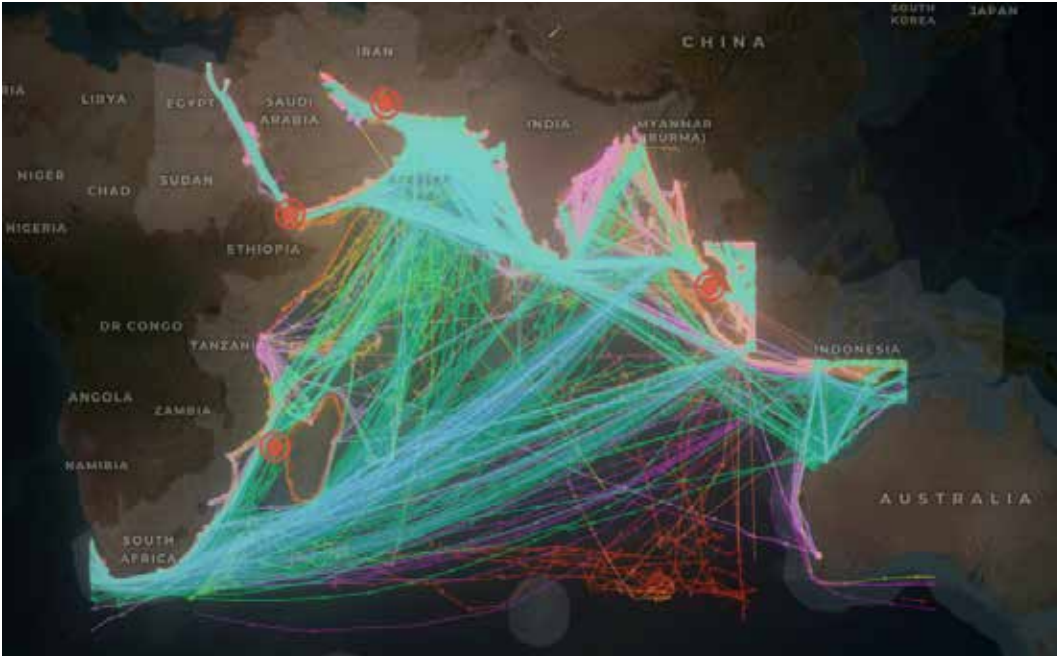 SOUTH
KOREA
JAPAN
CHINA
IRAN
RIA
LIBYA
EGYPT
SAUDI
ARABIA
INDIA
MYANMAR
(BURMA)
NIGER
CHAD
SUDAN
NIGERIA
ETHIOPIA
DR CONGO
TANZANIA
INDONESIA
ANGOLA
ZAMBIA
NAMIBIA
AUSTRALIA
SOUTH
AFRICA